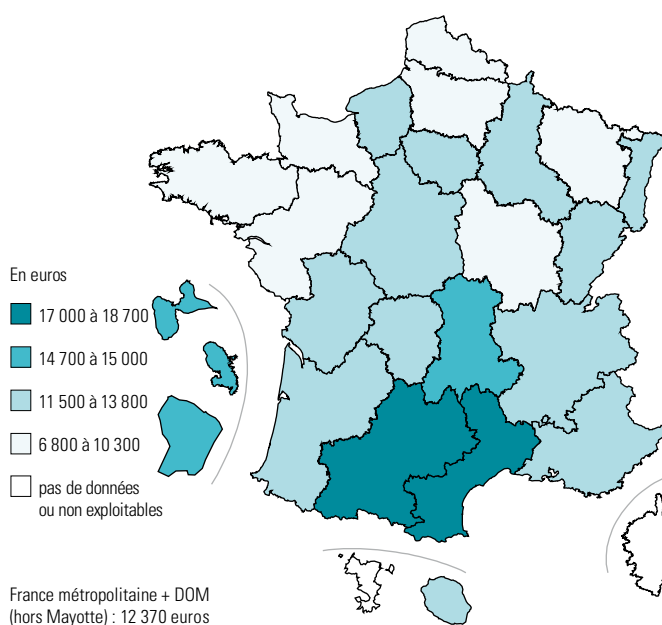 En euros
17 000 à 18 700
14 700 à 15 000
11 500 à 13 800
6 800 à 10 300
pas de données
ou non exploitables
France métropolitaine + DOM
(hors Mayotte) : 12 370 euros